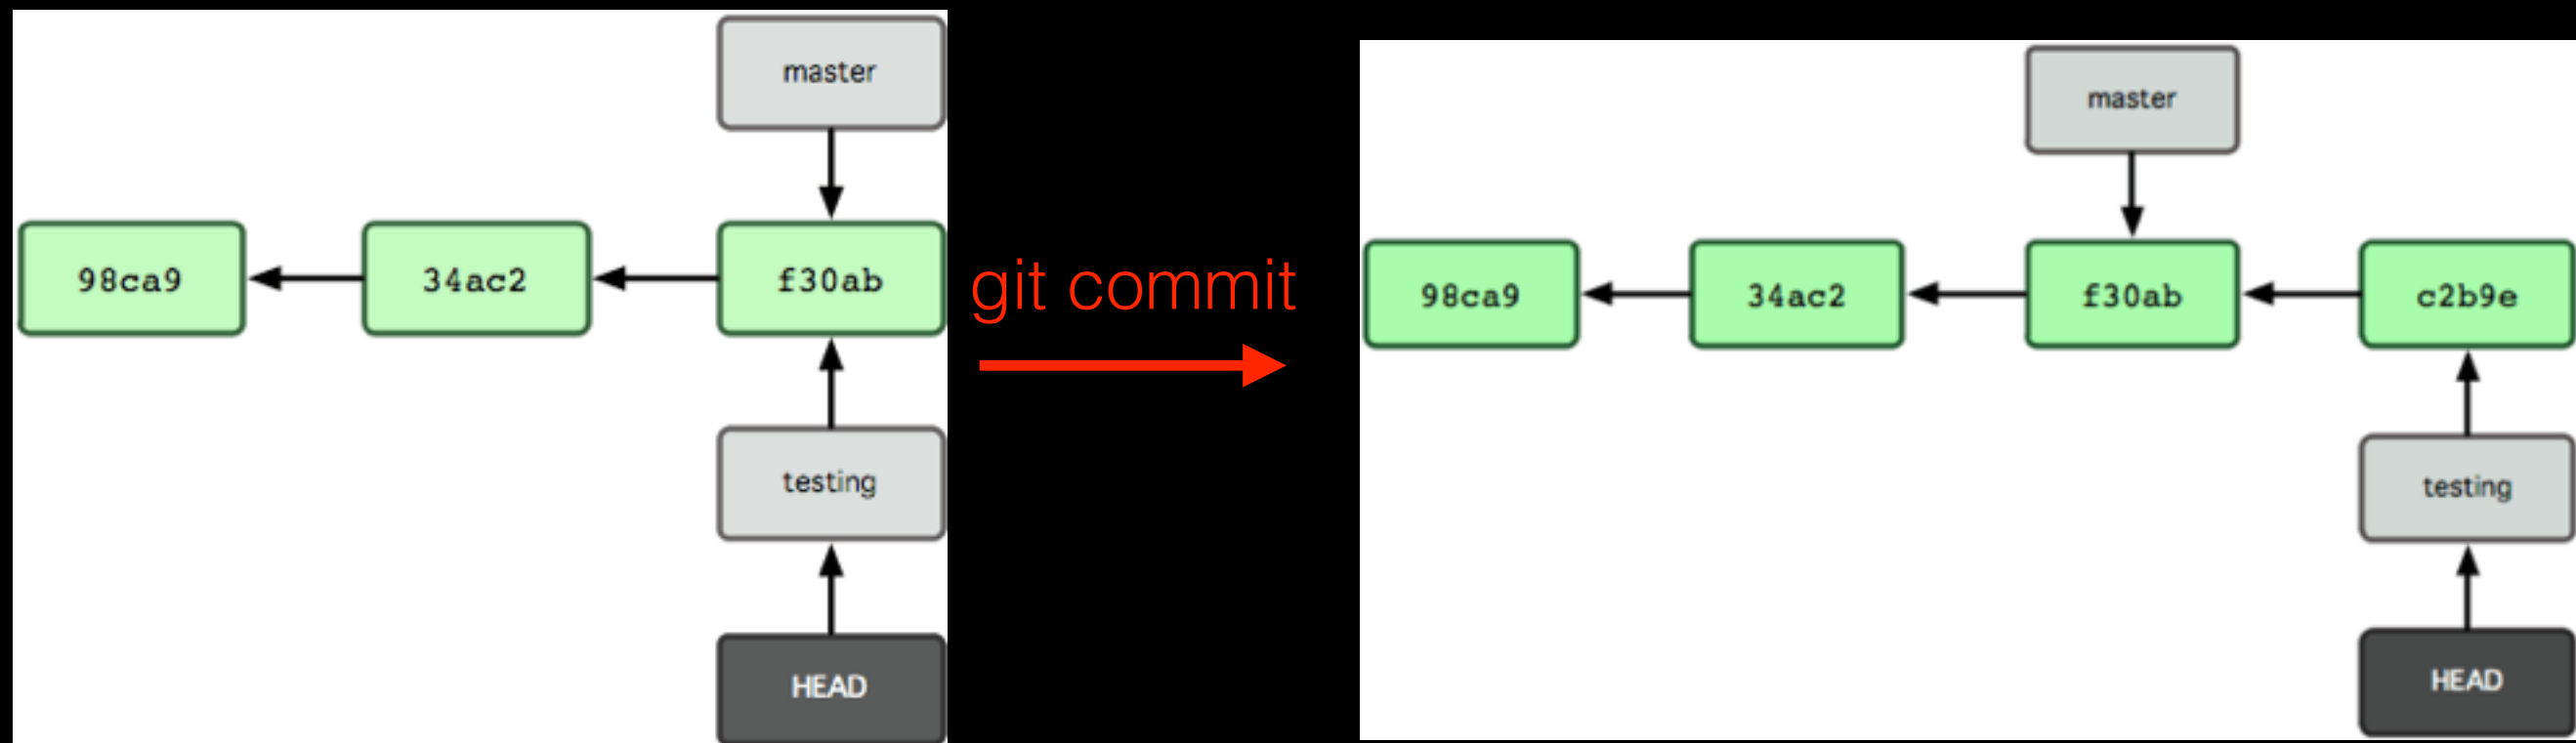 master
98ca9
34ac2
f30ab
testing
HEAD
git commit
master
98ca9
34ac2
f30ab
c2b9e
testing
HEAD